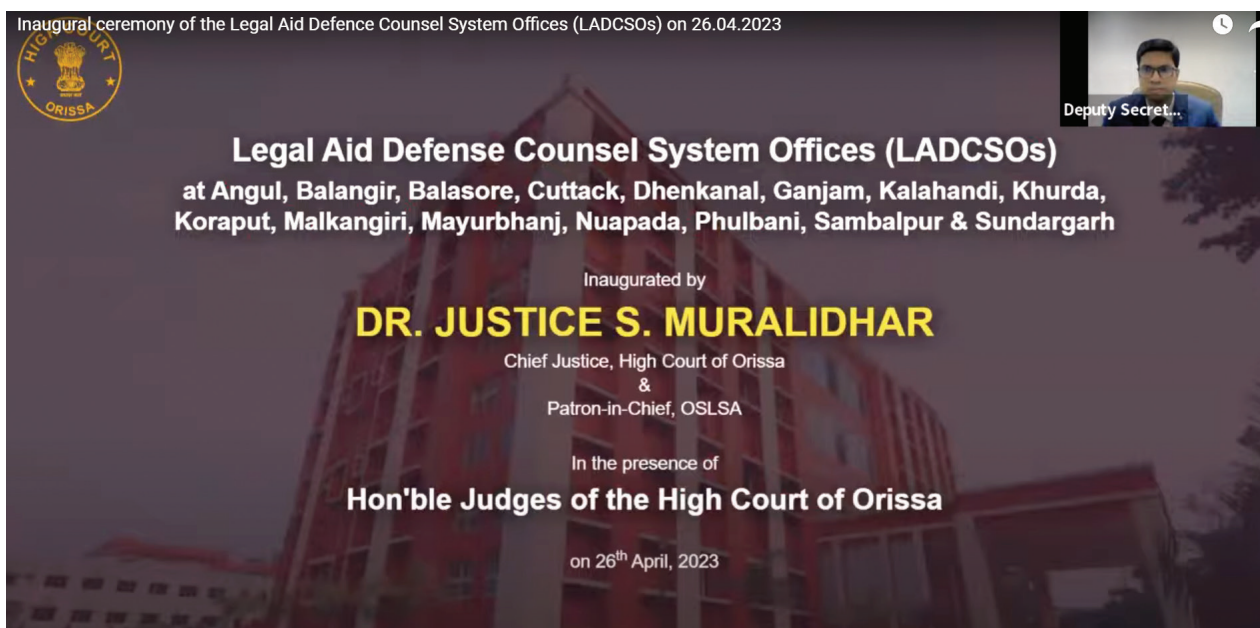 Inaugural ceremony of the Legal Aid Defence Counsel System Offices (LADCSOs) on 26.04.2023
HIGH COURT
ORISSA
Deputy Secret...
Legal Aid Defense Counsel System Offices (LADCSOs)
at Angul, Balangir, Balasore, Cuttack, Dhenkanal, Ganjam, Kalahandi, Khurda,
Koraput, Malkangiri, Mayurbhanj, Nuapada, Phulbani, Sambalpur & Sundargarh
Inaugurated by
DR. JUSTICE S. MURALIDHAR
Chief Justice, High Court of Orissa
&
Patron-in-Chief, OSLSA
In the presence of
Hon'ble Judges of the High Court of Orissa
on 26th April, 2023